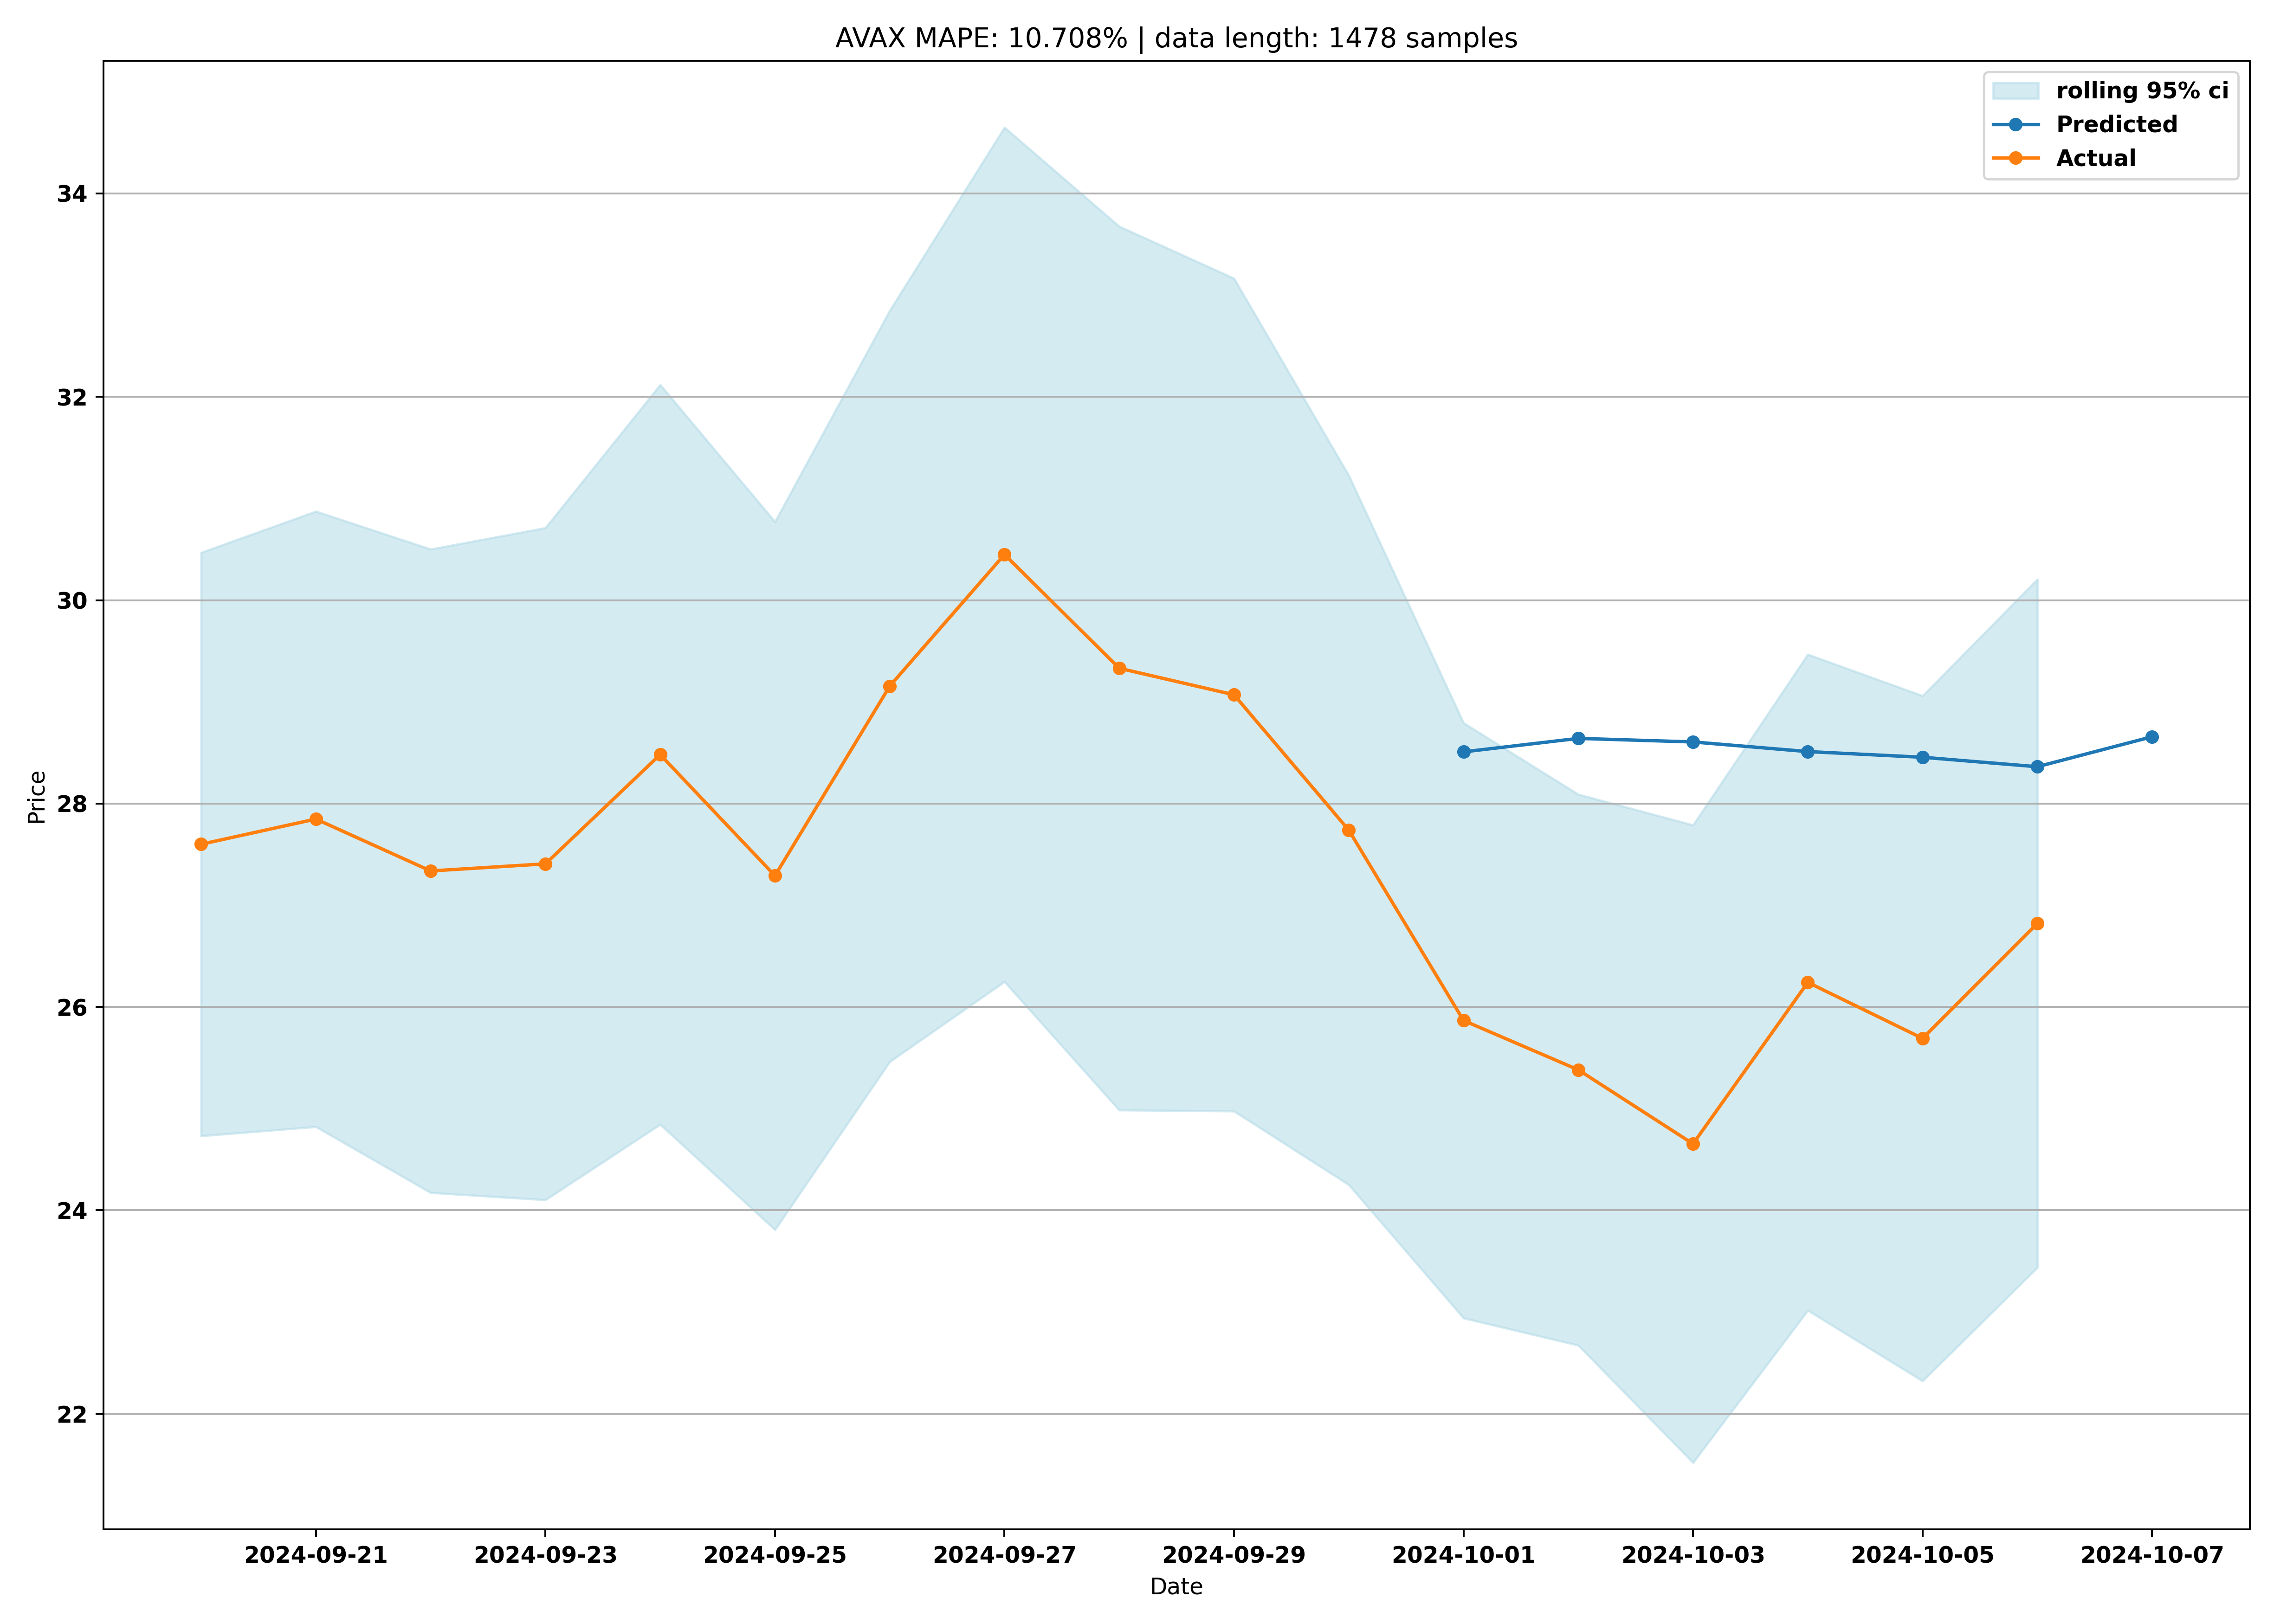 AVAX MAPE: 10.708% | data length: 1478 samples
rolling 95% ci
Predicted
Actual
34
32
30
28
26
24
22
Price
2024-09-21
2024-09-23
2024-09-25
2024-09-27
2024-09-29
2024-10-01
2024-10-03
2024-10-05
2024-10-07
Date